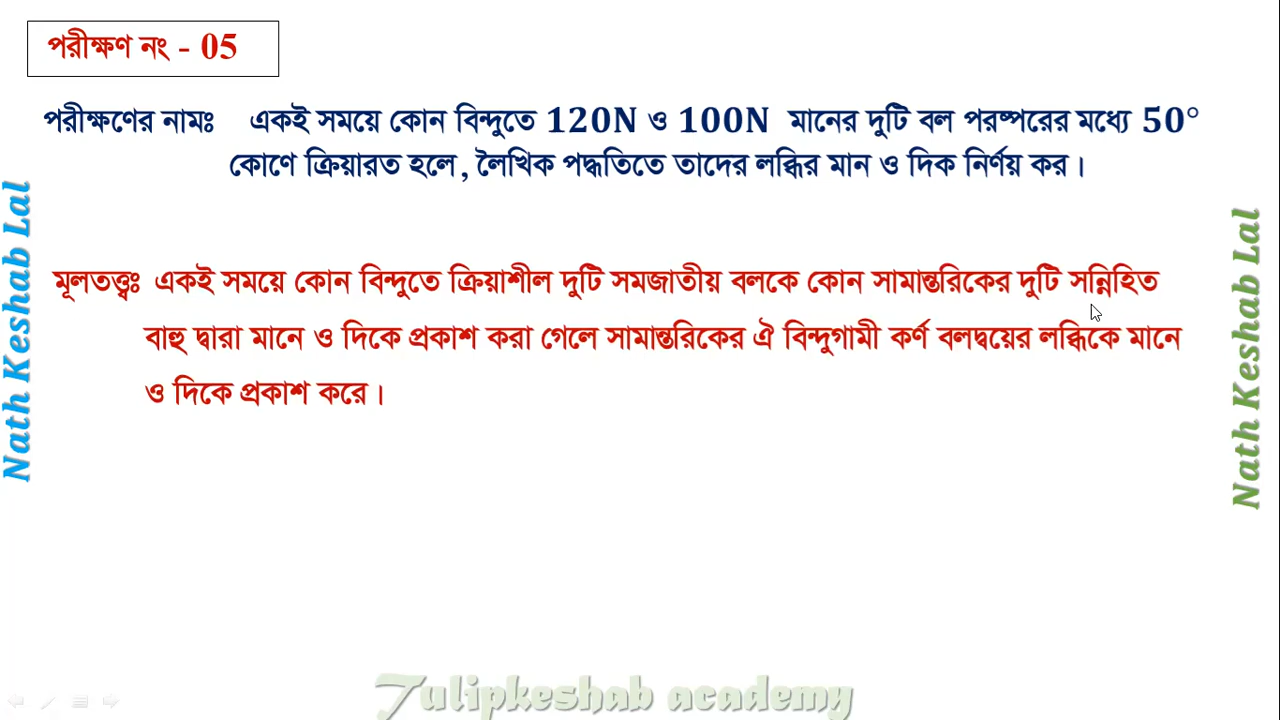 পরীক্ষণ নং - 05
পরীক্ষণের নামঃ একই সময়ে কোন বিন্দুতে 120N ও 100N মানের দুটি বল পরষ্পরের মধ্যে 50°
কোণে ক্রিয়ারত হলে, লৈখিক পদ্ধতিতে তাদের লব্ধির মান ও দিক নির্ণয় কর।
মূলতত্ত্বঃ একই সময়ে কোন বিন্দুতে ক্রিয়াশীল দুটি সমজাতীয় বলকে কোন সামান্তরিকের দুটি সন্নিহিত
বাহু দ্বারা মানে ও দিকে প্রকাশ করা গেলে সামান্তরিকের ঐ বিন্দুগামী কর্ণ বলদ্বয়ের লব্ধিকে মানে
ও দিকে প্রকাশ করে।
Nath Keshab Lal
Nath Keshab Lal
Tulipkeshab academy